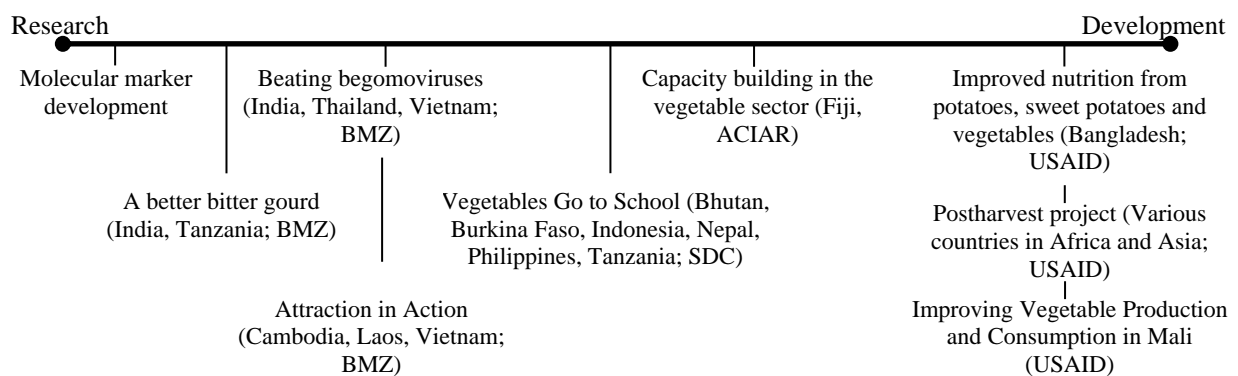 Research
Development
Molecular marker
development
Beating begomoviruses
(India, Thailand, Vietnam;
BMZ)
Capacity building in the
vegetable sector (Fiji,
ACIAR)
Improved nutrition from
potatoes, sweet potatoes and
vegetables (Bangladesh;
USAID)
A better bitter gourd
(India, Tanzania; BMZ)
Vegetables Go to School (Bhutan,
Burkina Faso, Indonesia, Nepal,
Philippines, Tanzania; SDC)
Postharvest project (Various
countries in Africa and Asia;
USAID)
Attraction in Action
(Cambodia, Laos, Vietnam;
BMZ)
Improving Vegetable Production
and Consumption in Mali
(USAID)